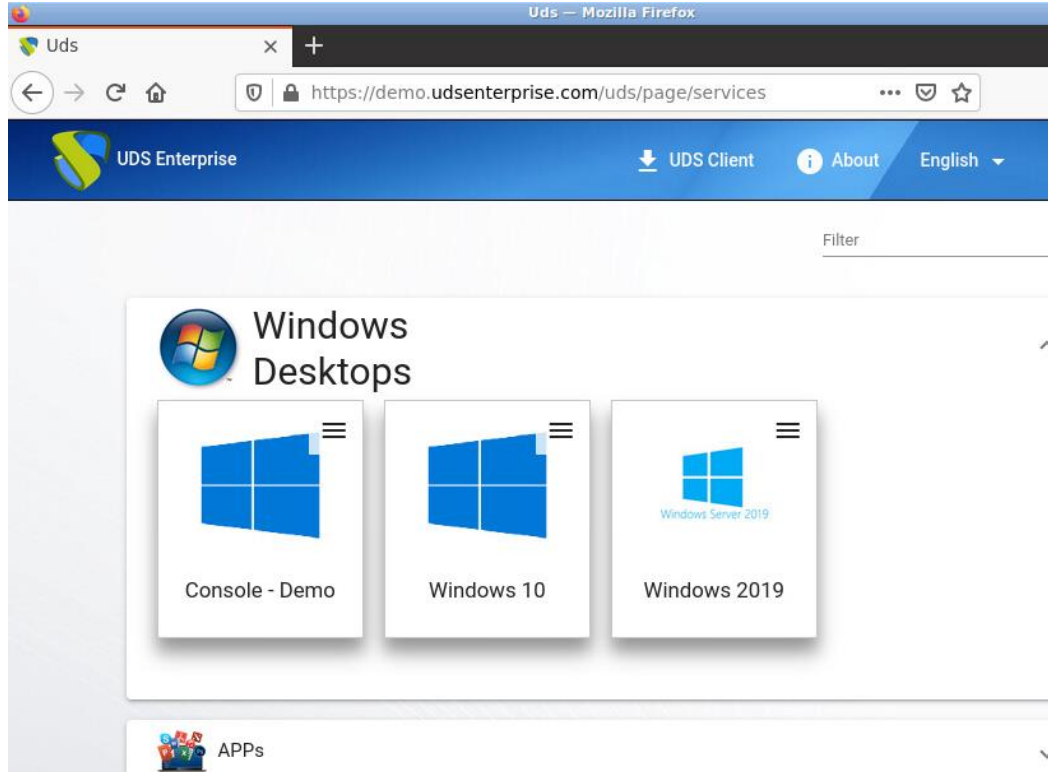 Uds — Mozilla Firefox
Uds
https://demo.udsenterprise.com/uds/page/services
UDS Enterprise
UDS Client
About
English
Filter
Windows
Desktops
Windows Server 2019
Console - Demo
Windows 10
Windows 2019
APPs